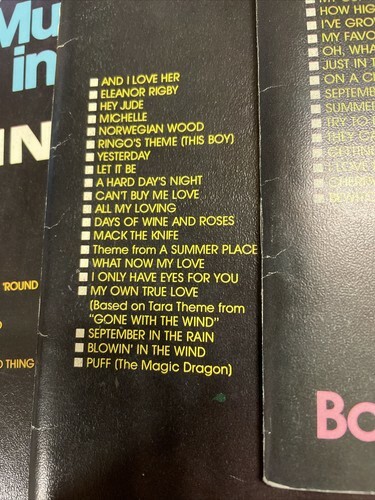 Mu
in
IN
'ROUND
THING
■ AND I LOVE HER
■ ELEANOR RIGBY
■ HEY JUDE
■ MICHELLE
■ NORWEGIAN WOOD
■ RINGO'S THEME (THIS BOY)
■ YESTERDAY
■ LET IT BE
■ A HARD DAY'S NIGHT
■ CAN'T BUY ME LOVE
■ ALL MY LOVING
■ DAYS OF WINE AND ROSES
■ MACK THE KNIFE
■ Theme from A SUMMER PLACE
■ WHAT NOW MY LOVE
■ I ONLY HAVE EYES FOR YOU
■ MY OWN TRUE LOVE
(Based on Tara Theme from
"GONE WITH THE WIND"
■ SEPTEMBER IN THE RAIN
■ BLOWIN' IN THE WIND
■ PUFF (The Magic Dragon)
■ HOW HIG
■ I'VE GRO
■ MY FAVO
■ OH, WHA
■ JUST IN T
■ ON A CL
■ SEPTEMB
■ SUMMER
■ TRY TO
■ THEY CA
Bo